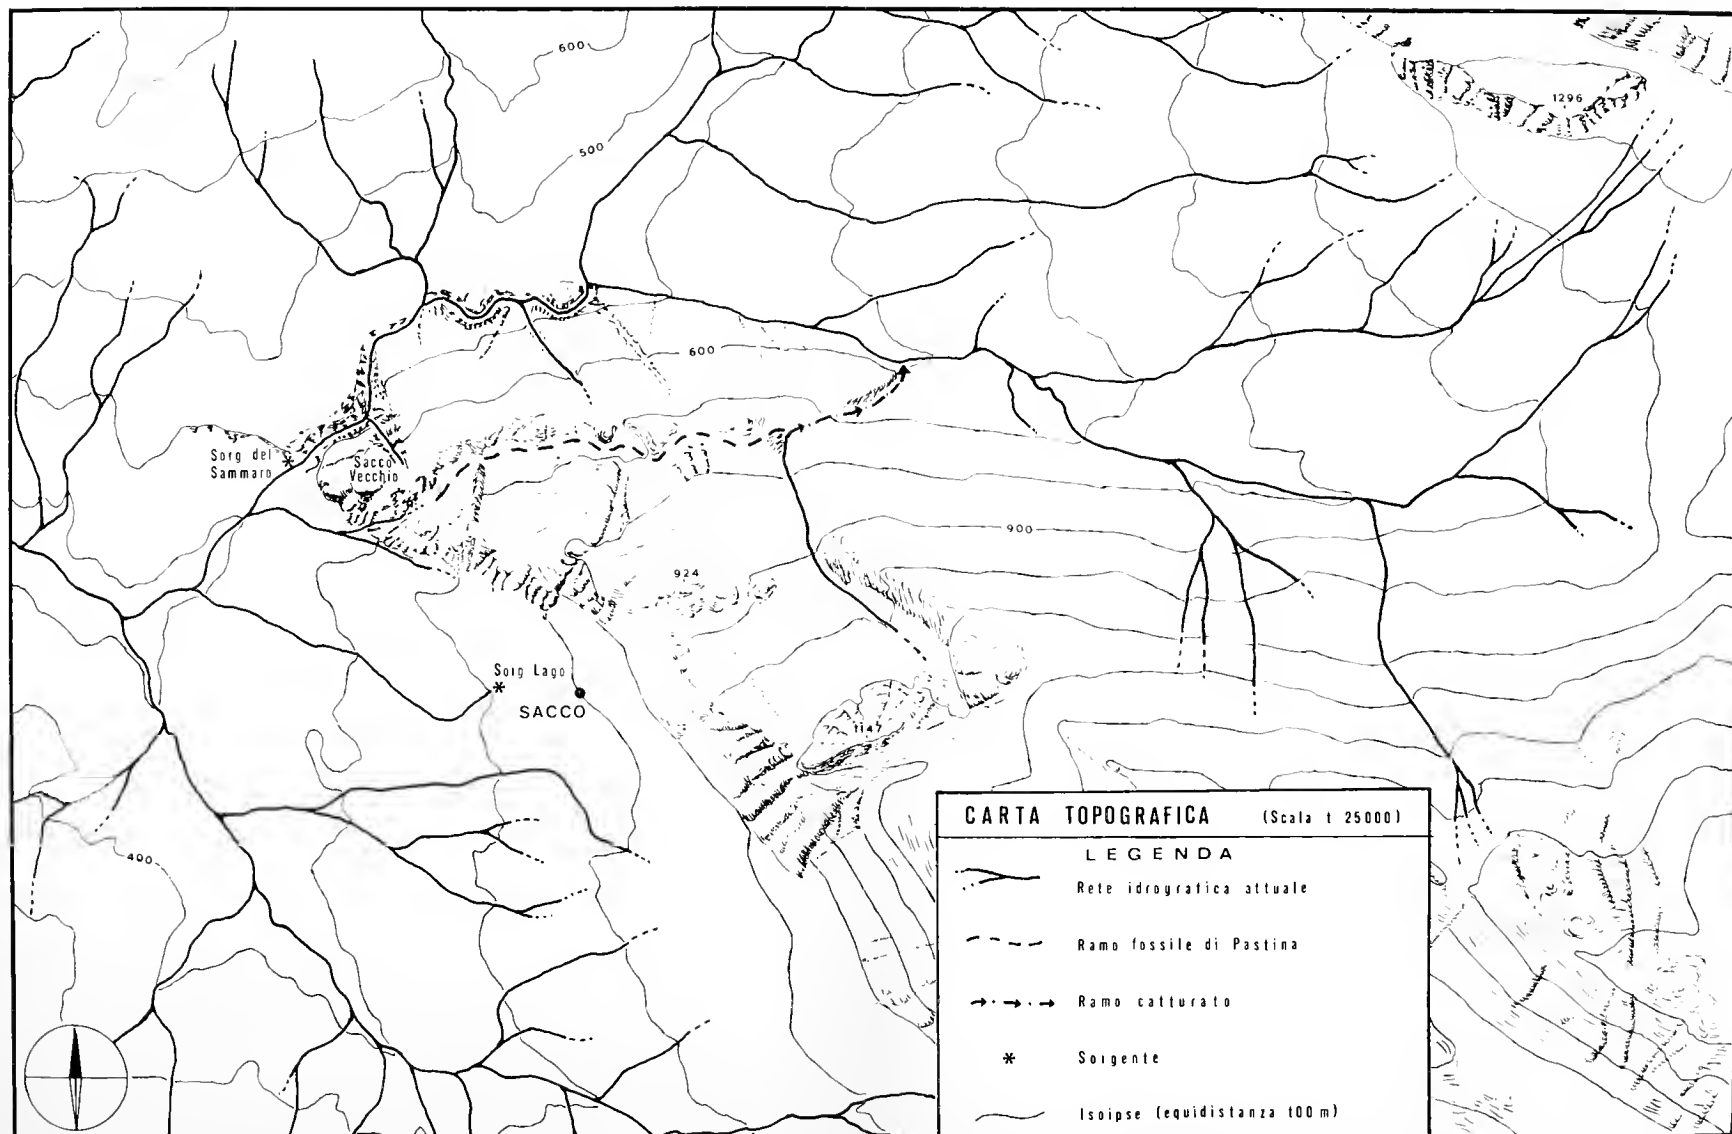 600
1296
500
600
Sorg del
Sammaro
Sacco
Vecchio
900
924
Sorg Lago
SACCO
1147
400
CARTA TOPOGRAFICA (Scala 1 25000)
LEGENDA
Rete idrografica attuale
Ramo fossile di Pastina
Ramo catturato
Sorgente
Isoipse (equidistanza 100 m)